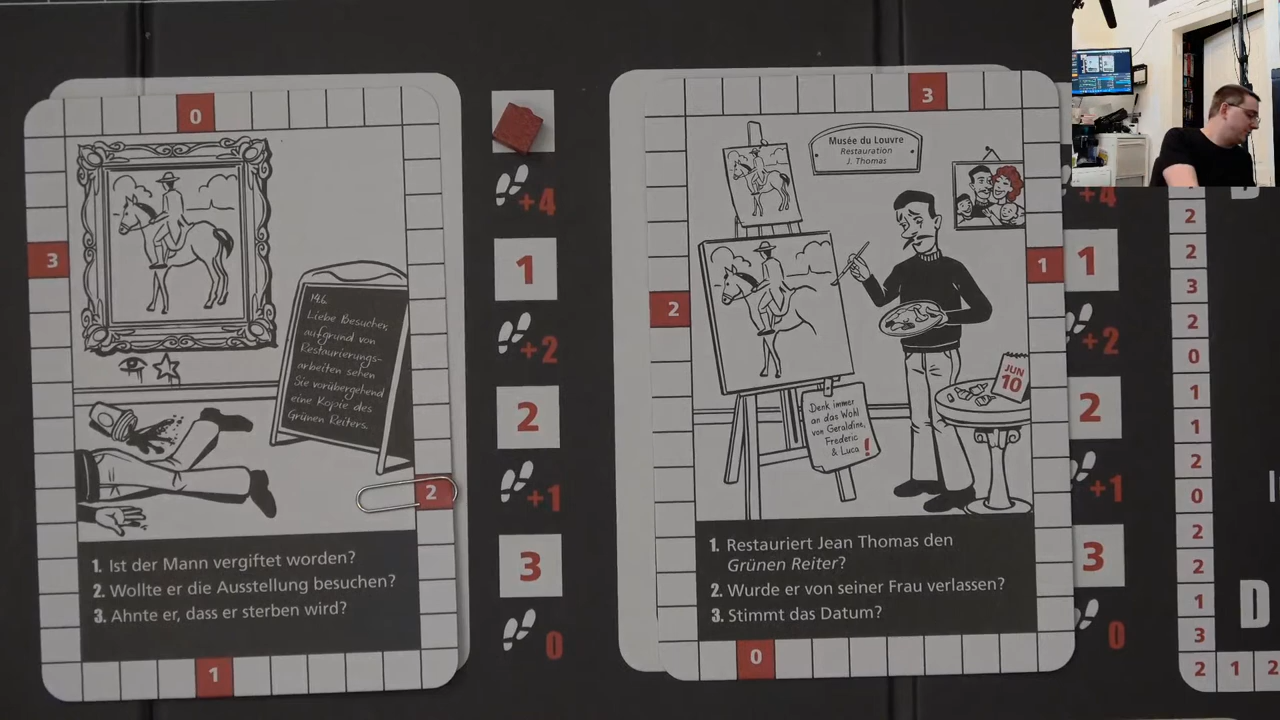 0
3
14.6.
Liebe Besucher,
aufgrund von
Restaurierungs-
arbeiten sehen
Sie vorübergehend
eine Kopie des
Grünen Reiters.
2
1. Ist der Mann vergiftet worden?
2. Wollte er die Ausstellung besuchen?
3. Ahnte er, dass er sterben wird?
1
+4
1
+2
2
+1
3
0
3
Musée du Louvre
Restauration
J. Thomas
2
1
JUN
10
Denk immer
an das Wohl
von Geraldine,
Frederic
& Luca!
1. Restauriert Jean Thomas den
Grünen Reiter?
2. Wurde er von seiner Frau verlassen?
3. Stimmt das Datum?
0
+4
1
+2
2
+1
3
0
2
2
3
2
0
1
1
2
0
2
2
1
3
2 1 2
D